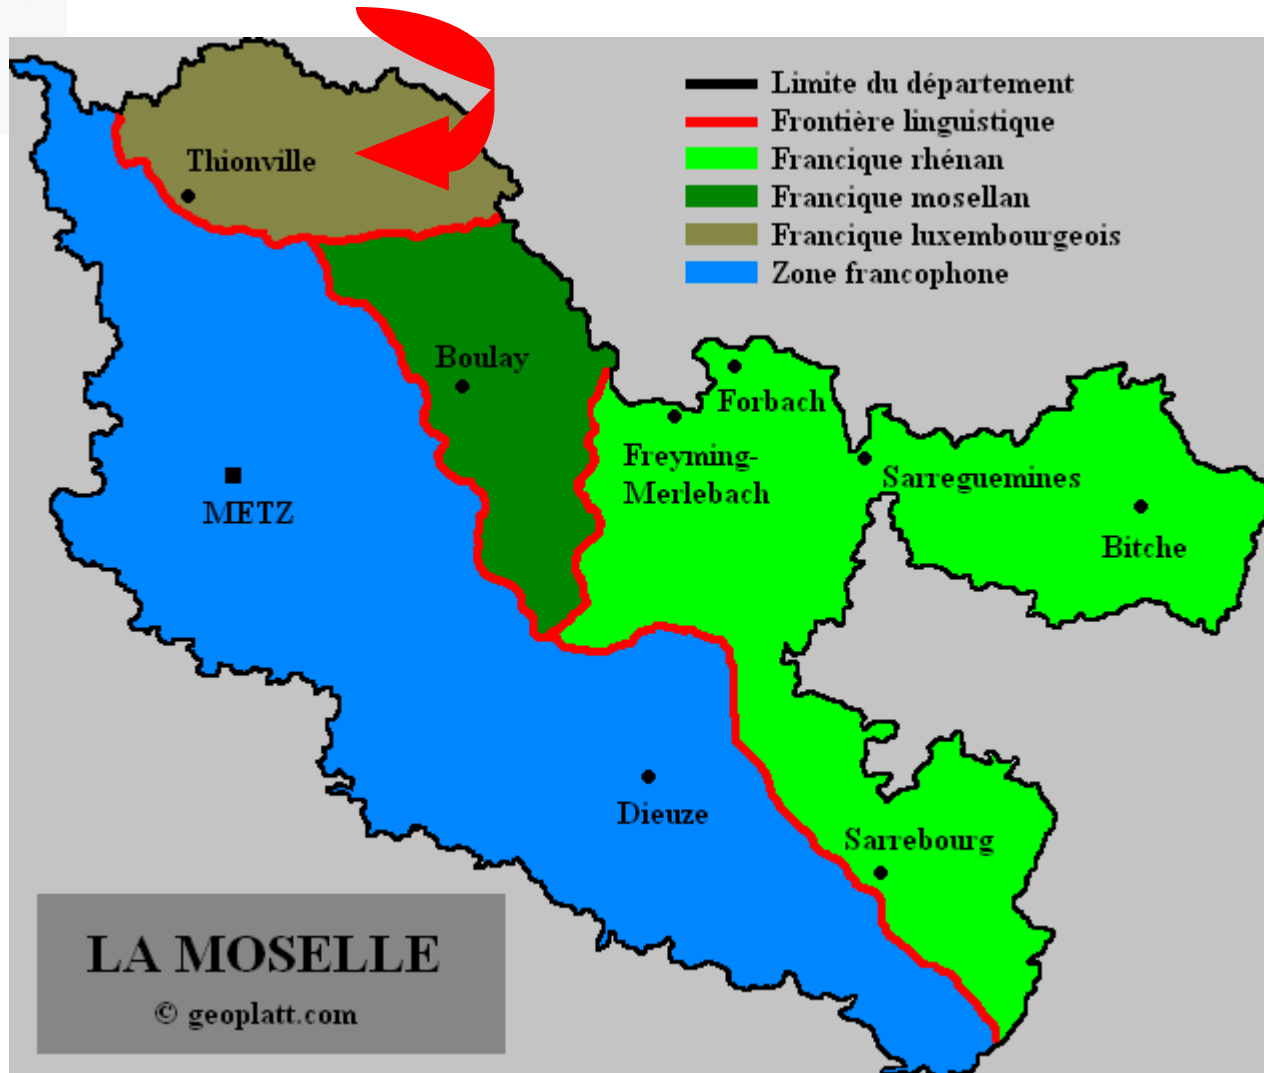 Limite du département
Frontière linguistique
Francique rhénan
Francique mosellan
Francique luxembourgeois
Zone francophone
Thionville
Boulay
Forbach
Freyming-
Merlebach
Sarreguemines
METZ
Bitche
Dieuze
Sarrebourg
LA MOSELLE
© geoplatt.com